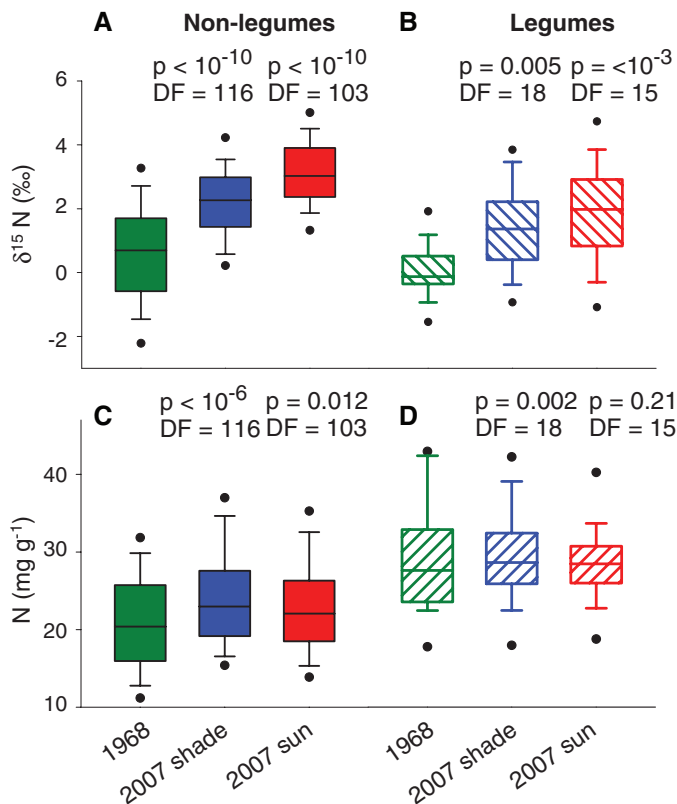 A Non-legumes B Legumes
p < 10⁻¹⁰ p < 10⁻¹⁰ p = 0.005 p = <10⁻³
DF = 116 DF = 103 DF = 18 DF = 15
6
4
2
0
-2
δ¹⁵ N (‰)
C p < 10⁻⁶ p = 0.012 D p = 0.002 p = 0.21
DF = 116 DF = 103 DF = 18 DF = 15
40
30
20
10
N (mg g⁻¹)
1968 2007 shade 2007 sun 1968 2007 shade 2007 sun